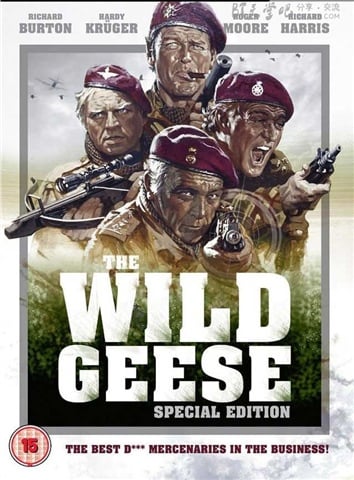 RICHARD HARDY ROGER RICHARD
BURTON KRÜGER MOORE HARRIS
THE
WILD
GEESE
SPECIAL EDITION
15
THE BEST D*** MERCENARIES IN THE BUSINESS!